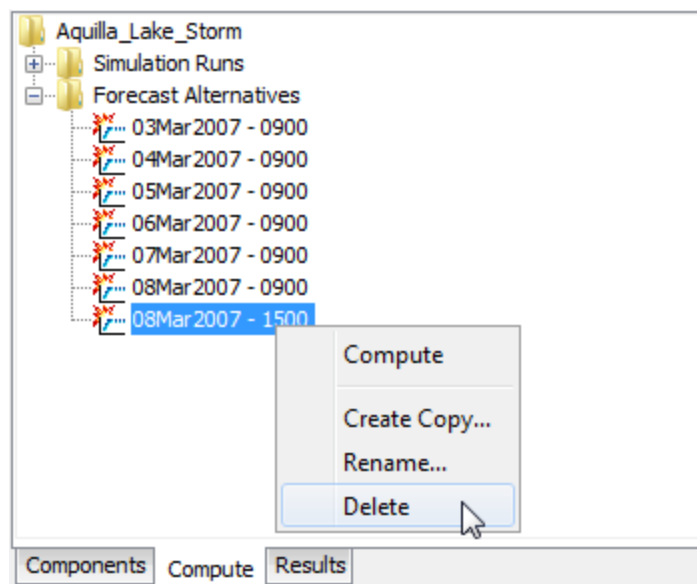 Aquilla_Lake_Storm
Simulation Runs
Forecast Alternatives
03Mar2007 - 0900
04Mar2007 - 0900
05Mar2007 - 0900
06Mar2007 - 0900
07Mar2007 - 0900
08Mar2007 - 0900
08Mar2007 - 1500
Compute
Create Copy...
Rename...
Delete
Components Compute Results